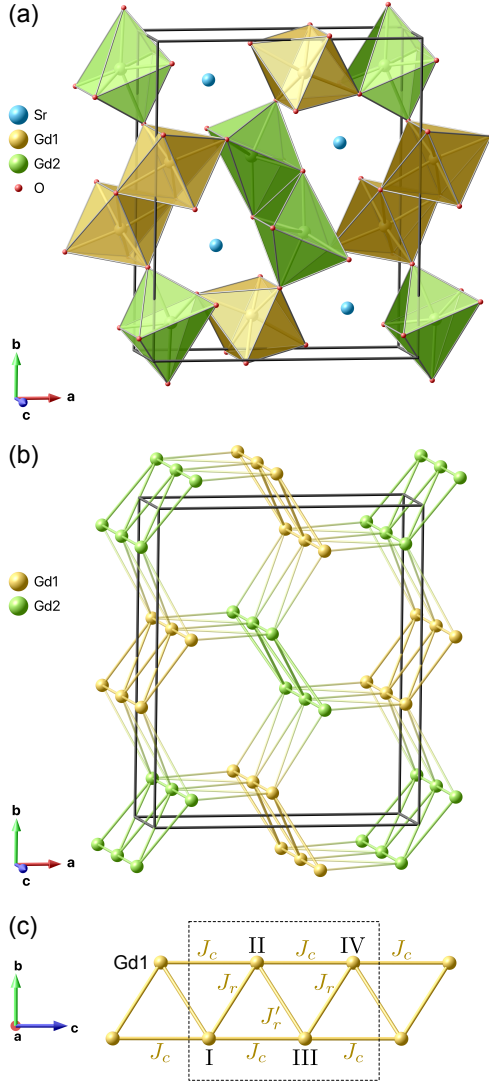 (a)
Sr
Gd1
Gd2
O
b
a
c
(b)
Gd1
Gd2
b
a
c
(c)
J_c II J_c IV J_c
Gd1
b
J_r J_r
J'_r
a c
J_c I J_c III J_c